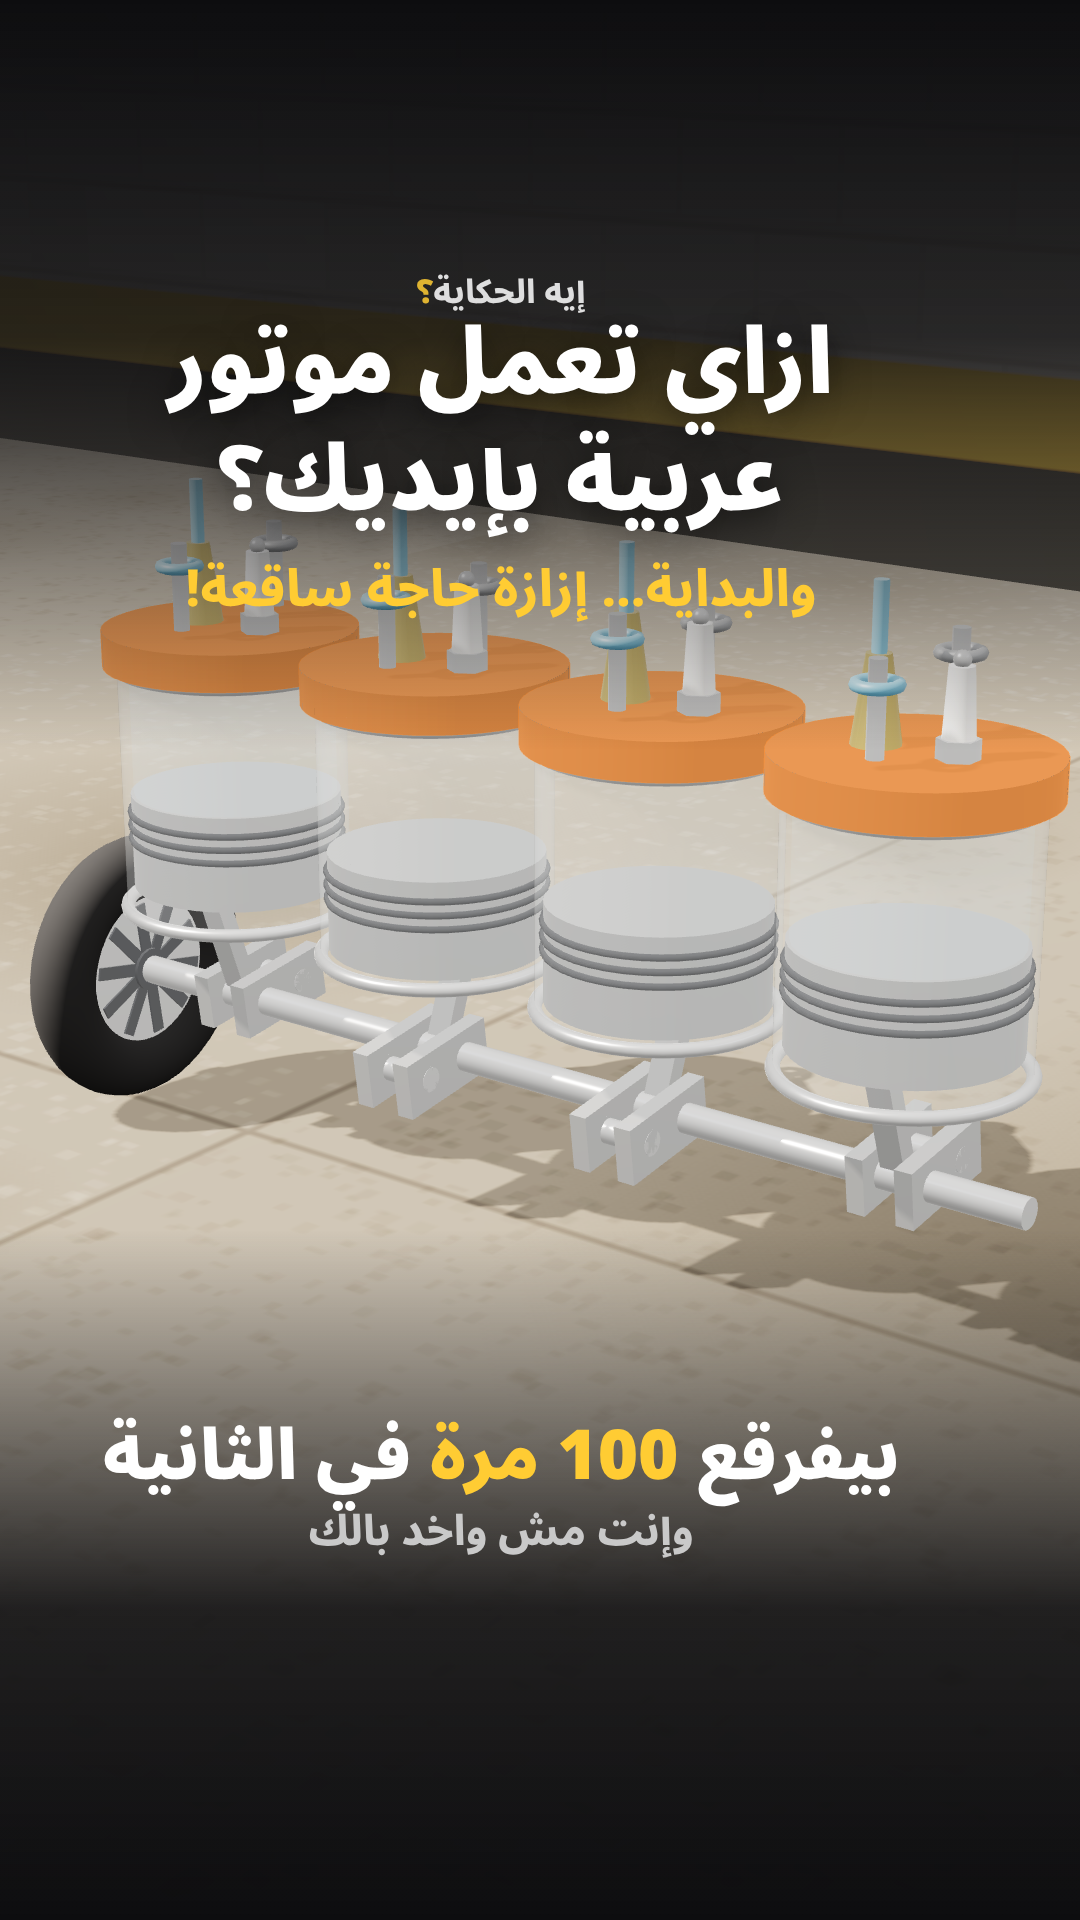 إيه الحكاية؟
ازاي تعمل موتور
عربية بإيديك؟
والبداية... إزازة حاجة ساقعة!
بيفرقع 100 مرة في الثانية
وإنت مش واخد بالك